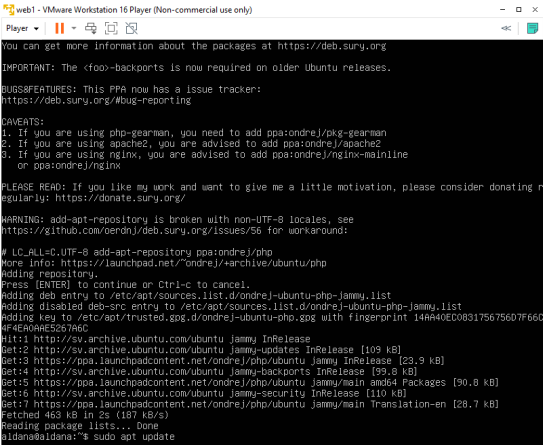 web1 - VMware Workstation 16 Player (Non-commercial use only)
Player
You can get more information about the packages at https://deb.sury.org
IMPORTANT: The <foo>-backports is now required on older Ubuntu releases.
BUGS&FEATURES: This PPA now has a issue tracker:
https://deb.sury.org/#bug-reporting
CAVEATS:
1. If you are using php-gearman, you need to add ppa:ondrej/pkg-gearman
2. If you are using apache2, you are advised to add ppa:ondrej/apache2
3. If you are using nginx, you are advised to add ppa:ondrej/nginx-mainline
or ppa:ondrej/nginx
PLEASE READ: If you like my work and want to give me a little motivation, please consider donating r
egularly: https://donate.sury.org/
WARNING: add-apt-repository is broken with non-UTF-8 locales, see
https://github.com/oerdnj/deb.sury.org/issues/56 for workaround:
# LC_ALL=C.UTF-8 add-apt-repository ppa:ondrej/php
More info: https://launchpad.net/~ondrej/+archive/ubuntu/php
Adding repository.
Press [ENTER] to continue or Ctrl-c to cancel.
Adding deb entry to /etc/apt/sources.list.d/ondrej-ubuntu-php-jammy.list
Adding disabled deb-src entry to /etc/apt/sources.list.d/ondrej-ubuntu-php-jammy.list
Adding key to /etc/apt/trusted.gpg.d/ondrej-ubuntu-php.gpg with fingerprint 14AA40EC0831756756D7F66C
4F4EA0AAE5267A6C
Hit:1 http://sv.archive.ubuntu.com/ubuntu jammy InRelease
Get:2 http://sv.archive.ubuntu.com/ubuntu jammy-updates InRelease [109 kB]
Get:3 https://ppa.launchpadcontent.net/ondrej/php/ubuntu jammy InRelease [23.9 kB]
Get:4 http://sv.archive.ubuntu.com/ubuntu jammy-backports InRelease [99.8 kB]
Get:5 https://ppa.launchpadcontent.net/ondrej/php/ubuntu jammy/main amd64 Packages [90.8 kB]
Get:6 http://sv.archive.ubuntu.com/ubuntu jammy-security InRelease [110 kB]
Get:7 https://ppa.launchpadcontent.net/ondrej/php/ubuntu jammy/main Translation-en [28.7 kB]
Fetched 463 kB in 2s (187 kB/s)
Reading package lists... Done
aldana@aldana:~$ sudo apt update